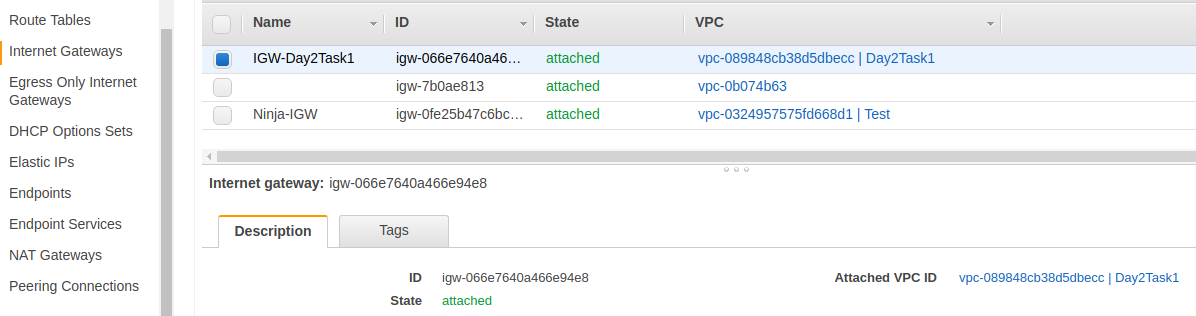 Route Tables
Internet Gateways
Egress Only Internet
Gateways
DHCP Options Sets
Elastic IPs
Endpoints
Endpoint Services
NAT Gateways
Peering Connections
Name ID State VPC
IGW-Day2Task1 igw-066e7640a46… attached vpc-089848cb38d5dbecc | Day2Task1
igw-7b0ae813 attached vpc-0b074b63
Ninja-IGW igw-0fe25b47c6bc… attached vpc-0324957575fd668d1 | Test
Internet gateway: igw-066e7640a466e94e8
Description Tags
ID igw-066e7640a466e94e8 Attached VPC ID vpc-089848cb38d5dbecc | Day2Task1
State attached